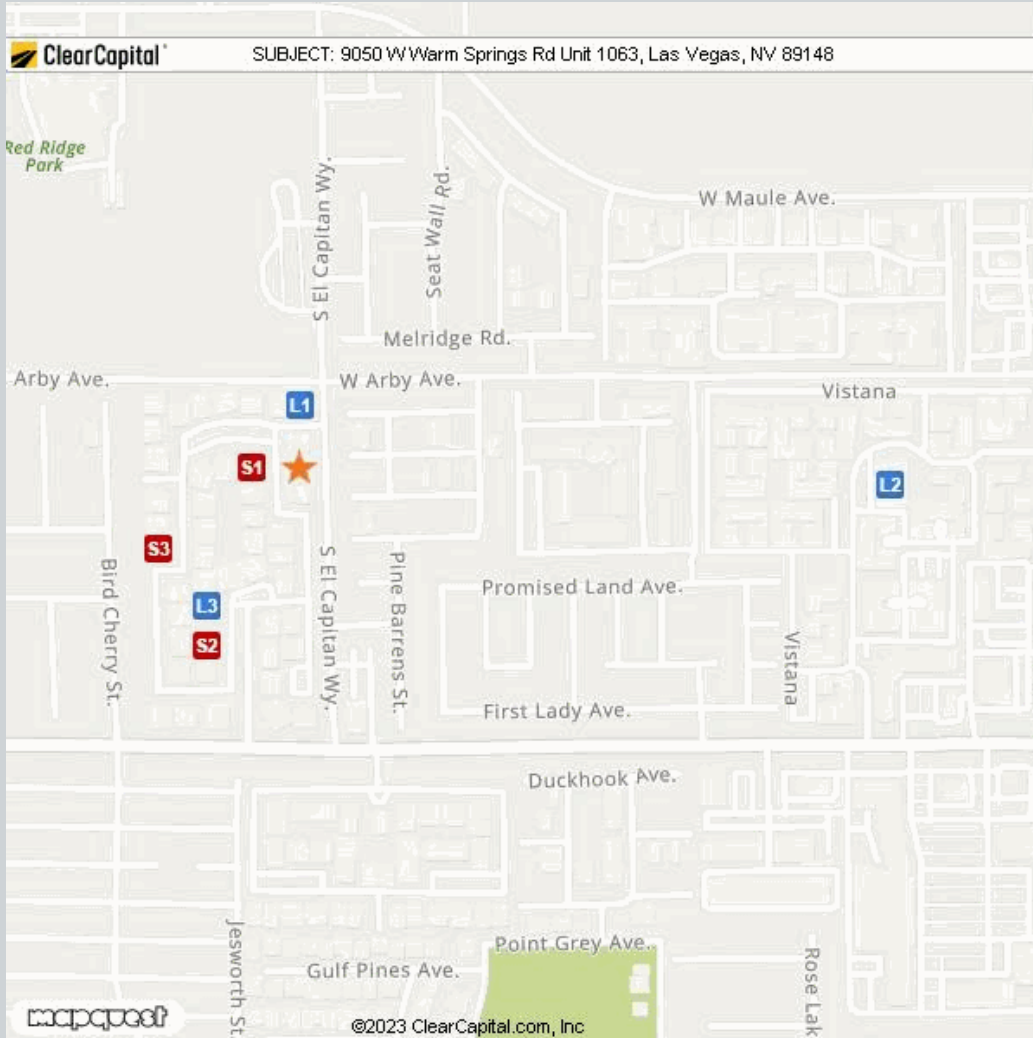 ClearCapital
SUBJECT: 9050 W Warm Springs Rd Unit 1063, Las Vegas, NV 89148
Red Ridge
Park
S El Capitan Wy.
Seat Wall Rd.
W Maule Ave.
Melridge Rd.
Arby Ave.
W Arby Ave.
Vistana
L1
S1
L2
S3
Bird Cherry St.
S El Capitan Wy.
Pine Barrens St.
Promised Land Ave.
L3
S2
Vistana
First Lady Ave.
Duckhook Ave.
Jesworth St.
Point Grey Ave.
Gulf Pines Ave.
Rose Lak
mapquest
©2023 ClearCapital.com, Inc